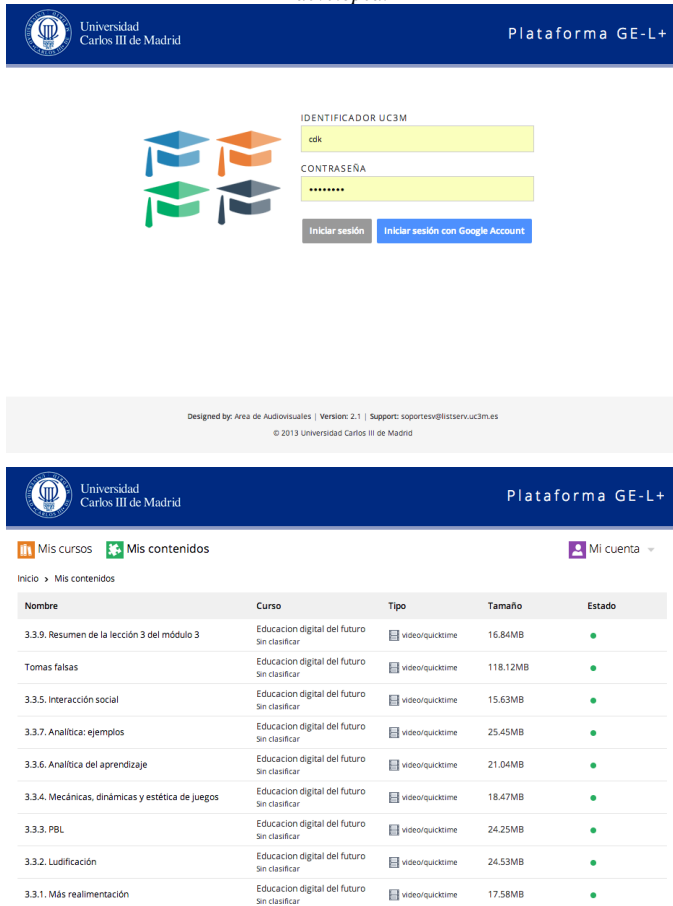 developed.
Universidad
Carlos III de Madrid
Plataforma GE-L+
IDENTIFICADOR UC3M
cdk
CONTRASEÑA
••••••••
Iniciar sesión Iniciar sesión con Google Account
Designed by: Area de Audiovisuales | Version: 2.1 | Support: soportesv@listserv.uc3m.es
© 2013 Universidad Carlos III de Madrid
Universidad
Carlos III de Madrid
Plataforma GE-L+
Mis cursos Mis contenidos Mi cuenta
Inicio > Mis contenidos
Nombre Curso Tipo Tamaño Estado
3.3.9. Resumen de la lección 3 del módulo 3 Educacion digital del futuro video/quicktime 16.84MB
Sin clasificar
Tomas falsas Educacion digital del futuro video/quicktime 118.12MB
Sin clasificar
3.3.5. Interacción social Educacion digital del futuro video/quicktime 15.63MB
Sin clasificar
3.3.7. Analítica: ejemplos Educacion digital del futuro video/quicktime 25.45MB
Sin clasificar
3.3.6. Analítica del aprendizaje Educacion digital del futuro video/quicktime 21.04MB
Sin clasificar
3.3.4. Mecánicas, dinámicas y estética de juegos Educacion digital del futuro video/quicktime 18.47MB
Sin clasificar
3.3.3. PBL Educacion digital del futuro video/quicktime 24.25MB
Sin clasificar
3.3.2. Ludificación Educacion digital del futuro video/quicktime 24.53MB
Sin clasificar
3.3.1. Más realimentación Educacion digital del futuro video/quicktime 17.58MB
Sin clasificar